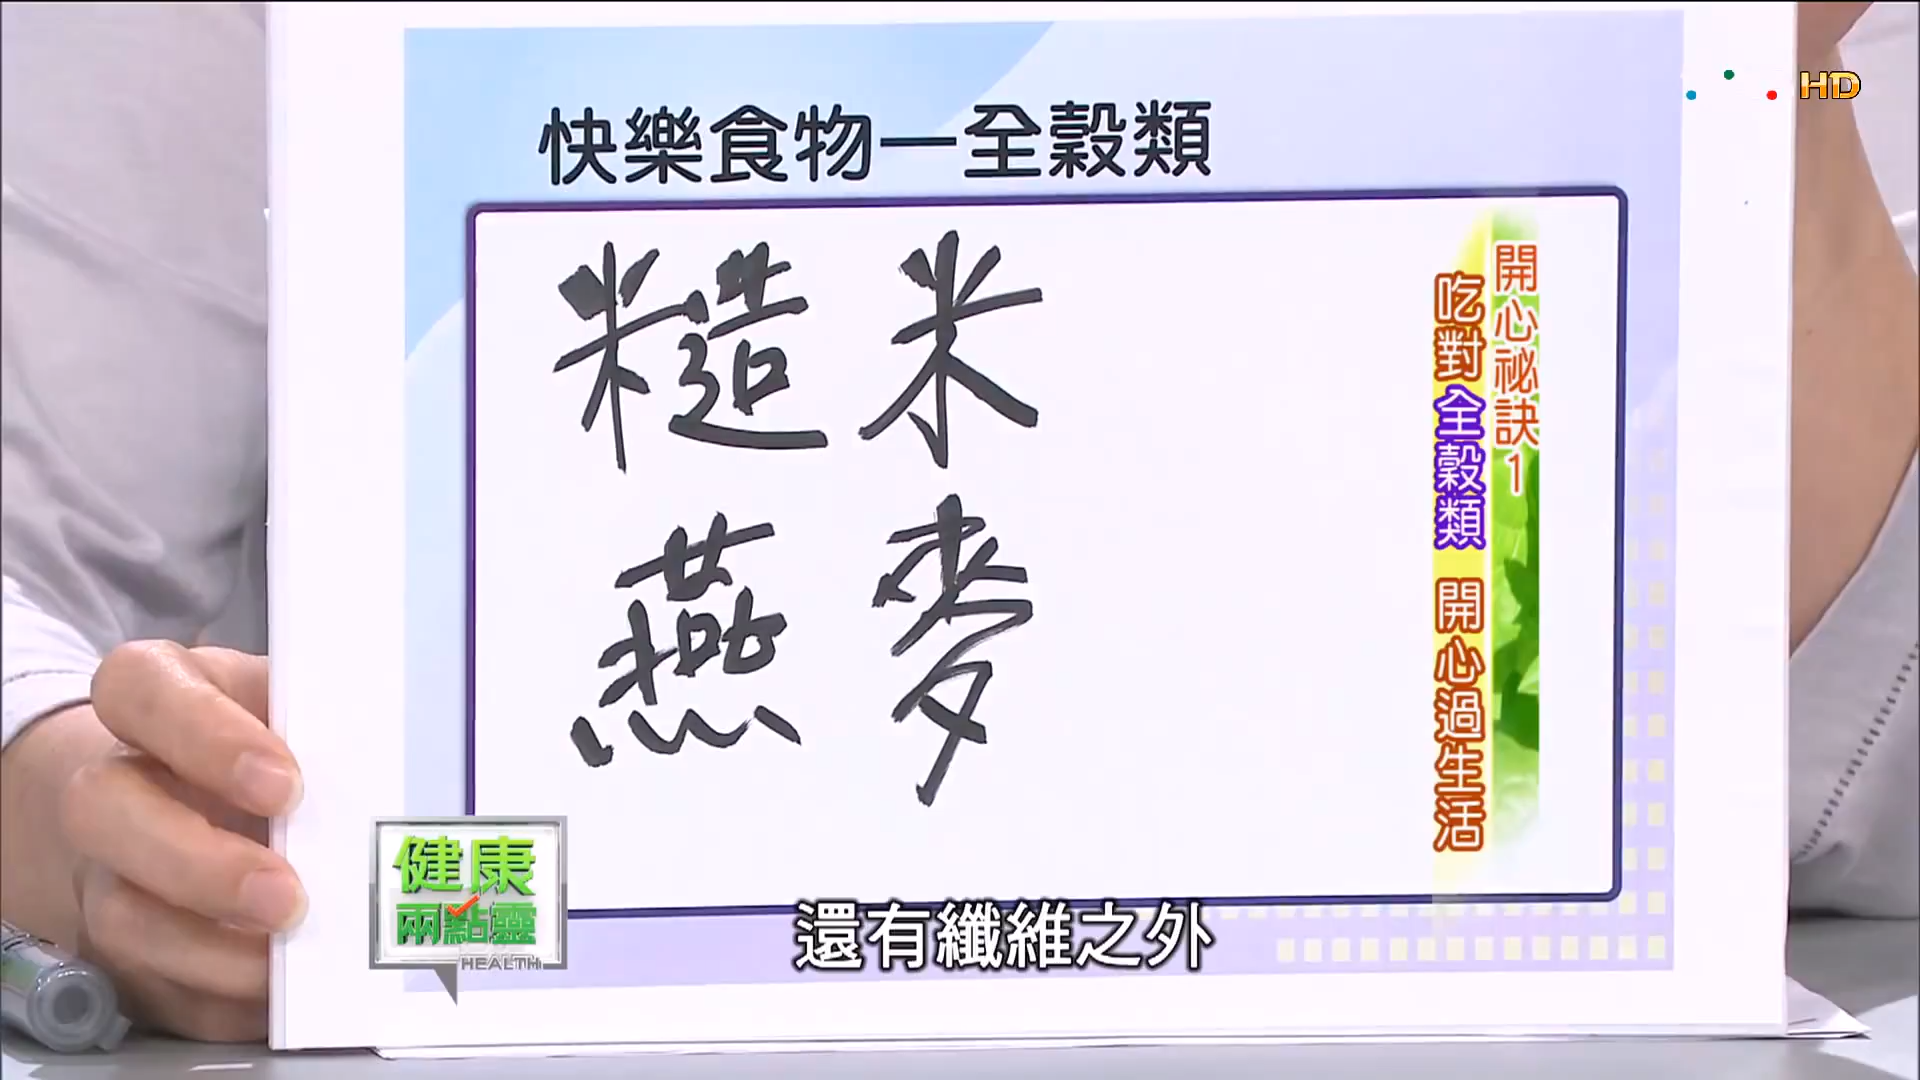 HD
快樂食物一全穀類
糙米
燕麥
開心祕訣1
吃對全穀類 開心過生活
健康
兩點靈
HEALTH
還有纖維之外